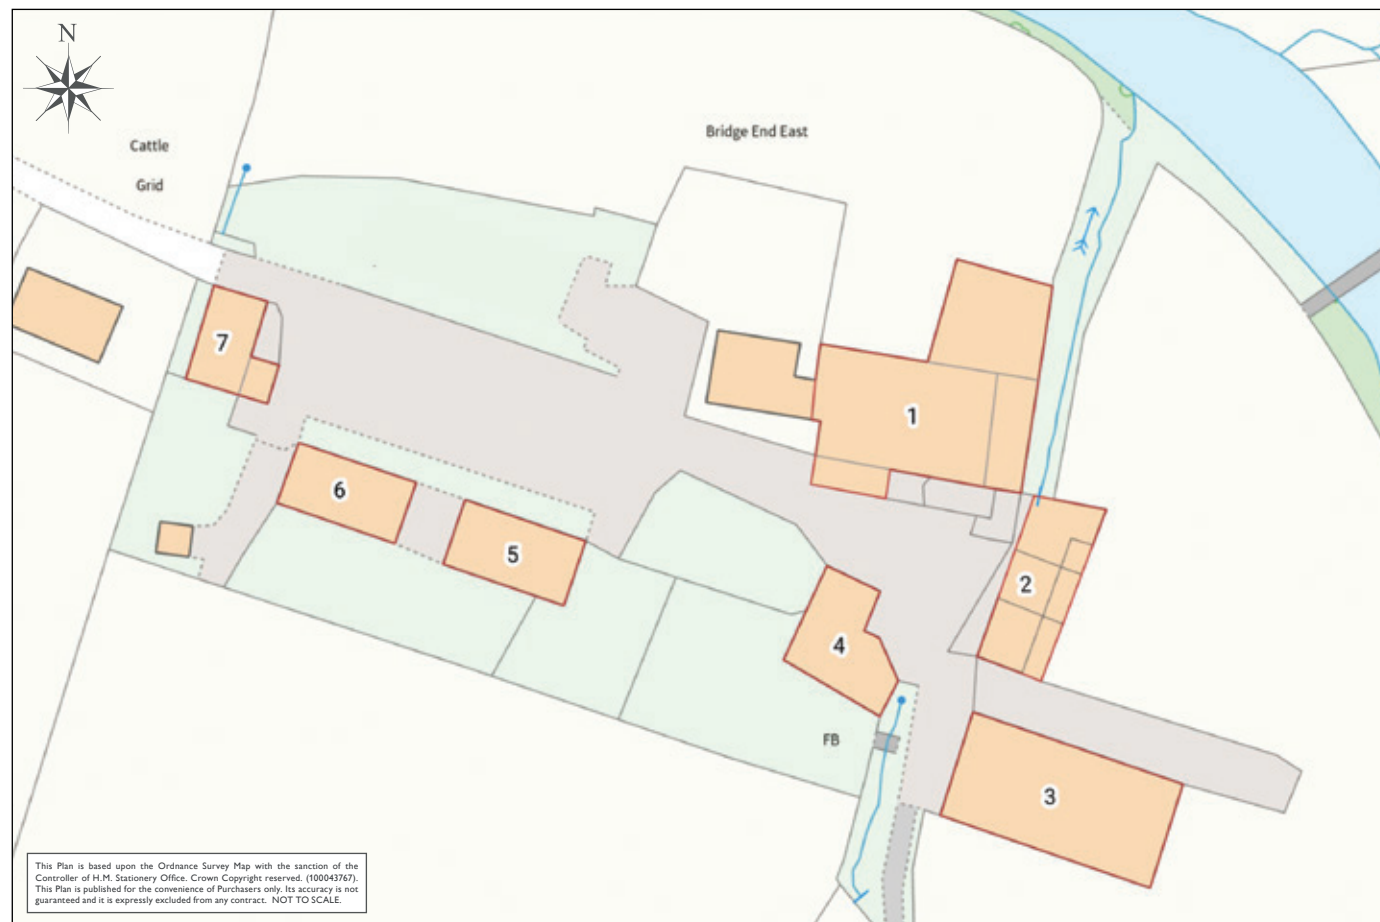 N
Cattle
Grid
Bridge End East
7
1
6
5
2
4
FB
3
This Plan is based upon the Ordnance Survey Map with the sanction of the
Controller of H.M. Stationery Office. Crown Copyright reserved. (100043767).
This Plan is published for the convenience of Purchasers only. Its accuracy is not
guaranteed and it is expressly excluded from any contract. NOT TO SCALE.